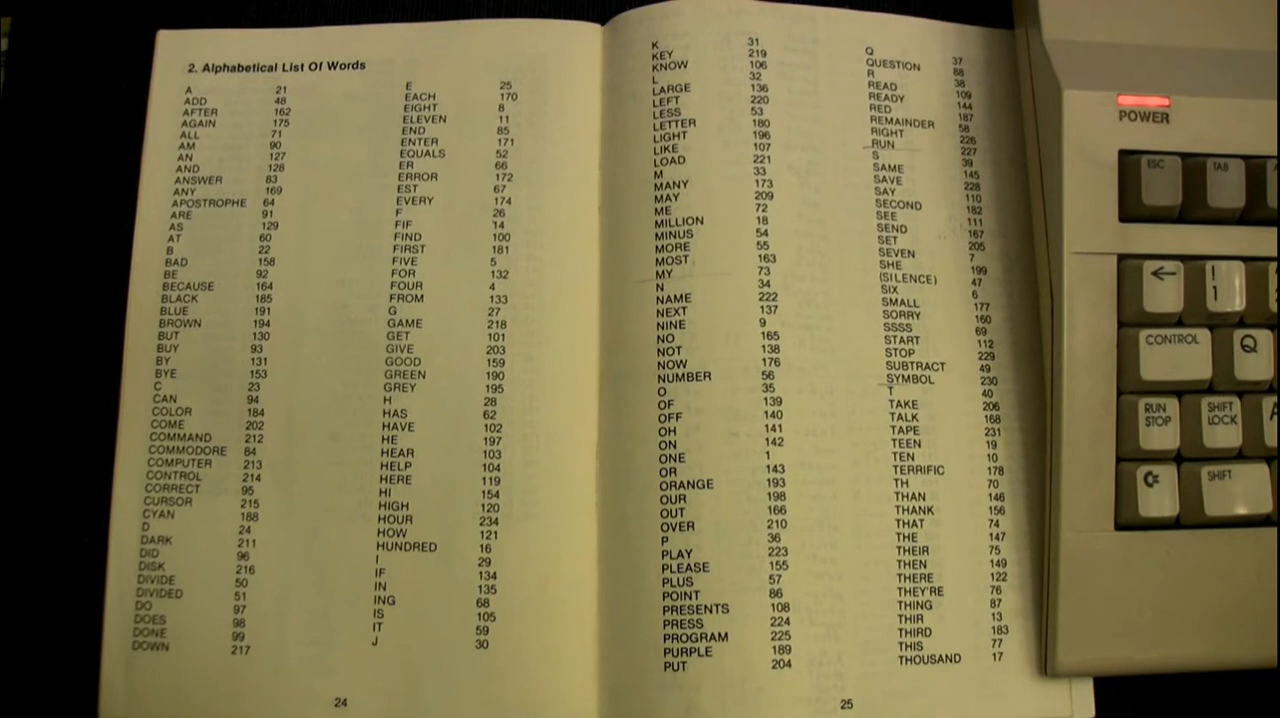 2. Alphabetical List Of Words
A 21
ADD 48
AFTER 162
AGAIN 175
ALL 71
AM 90
AN 127
AND 128
ANSWER 83
ANY 169
APOSTROPHE 64
ARE 91
AS 129
AT 60
B 22
BAD 158
BE 92
BECAUSE 164
BLACK 185
BLUE 191
BROWN 194
BUT 130
BUY 93
BY 131
BYE 153
C 23
CAN 94
COLOR 184
COME 202
COMMAND 212
COMMODORE 84
COMPUTER 213
CONTROL 214
CORRECT 95
CURSOR 215
CYAN 188
D 24
DARK 211
DID 96
DISK 216
DIVIDE 50
DIVIDED 51
DO 97
DOES 98
DONE 99
DOWN 217
E 25
EACH 170
EIGHT 8
ELEVEN 11
END 85
ENTER 171
EQUALS 52
ER 66
ERROR 172
EST 67
EVERY 174
F 26
FIF 14
FIND 100
FIRST 181
FIVE 5
FOR 132
FOUR 4
FROM 133
G 27
GAME 218
GET 101
GIVE 203
GOOD 159
GREEN 190
GREY 195
H 28
HAS 62
HAVE 102
HE 197
HEAR 103
HELP 104
HERE 119
HI 154
HIGH 120
HOUR 234
HOW 121
HUNDRED 16
I 29
IF 134
IN 135
ING 68
IS 105
IT 59
J 30
24
K 31
KEY 219
KNOW 106
L 32
LARGE 136
LEFT 220
LESS 53
LETTER 180
LIGHT 196
LIKE 107
LOAD 221
M 33
MANY 173
MAY 209
ME 72
MILLION 18
MINUS 54
MORE 55
MOST 163
MY 73
N 34
NAME 222
NEXT 137
NINE 9
NO 165
NOT 138
NOW 176
NUMBER 56
O 35
OF 139
OFF 140
OH 141
ON 142
ONE 1
OR 143
ORANGE 193
OUR 198
OUT 166
OVER 210
P 36
PLAY 223
PLEASE 155
PLUS 57
POINT 86
PRESENTS 108
PRESS 224
PROGRAM 225
PURPLE 189
PUT 204
Q 37
QUESTION 88
R 38
READ 109
READY 144
RED 187
REMAINDER 58
RIGHT 226
RUN 227
S 39
SAME 145
SAVE 228
SAY 110
SECOND 182
SEE 111
SEND 167
SET 205
SEVEN 7
SHE 199
(SILENCE) 47
SIX 6
SMALL 177
SORRY 160
SSSS 69
START 112
STOP 229
SUBTRACT 49
SYMBOL 230
T 40
TAKE 206
TALK 168
TAPE 231
TEEN 19
TEN 10
TERRIFIC 178
TH 70
THAN 146
THANK 156
THAT 74
THE 147
THEIR 75
THEN 149
THERE 122
THEY'RE 76
THING 87
THIR 13
THIRD 183
THIS 77
THOUSAND 17
25
POWER
ESC TAB
← ! 1
CONTROL Q
RUN STOP SHIFT LOCK A
C= SHIFT